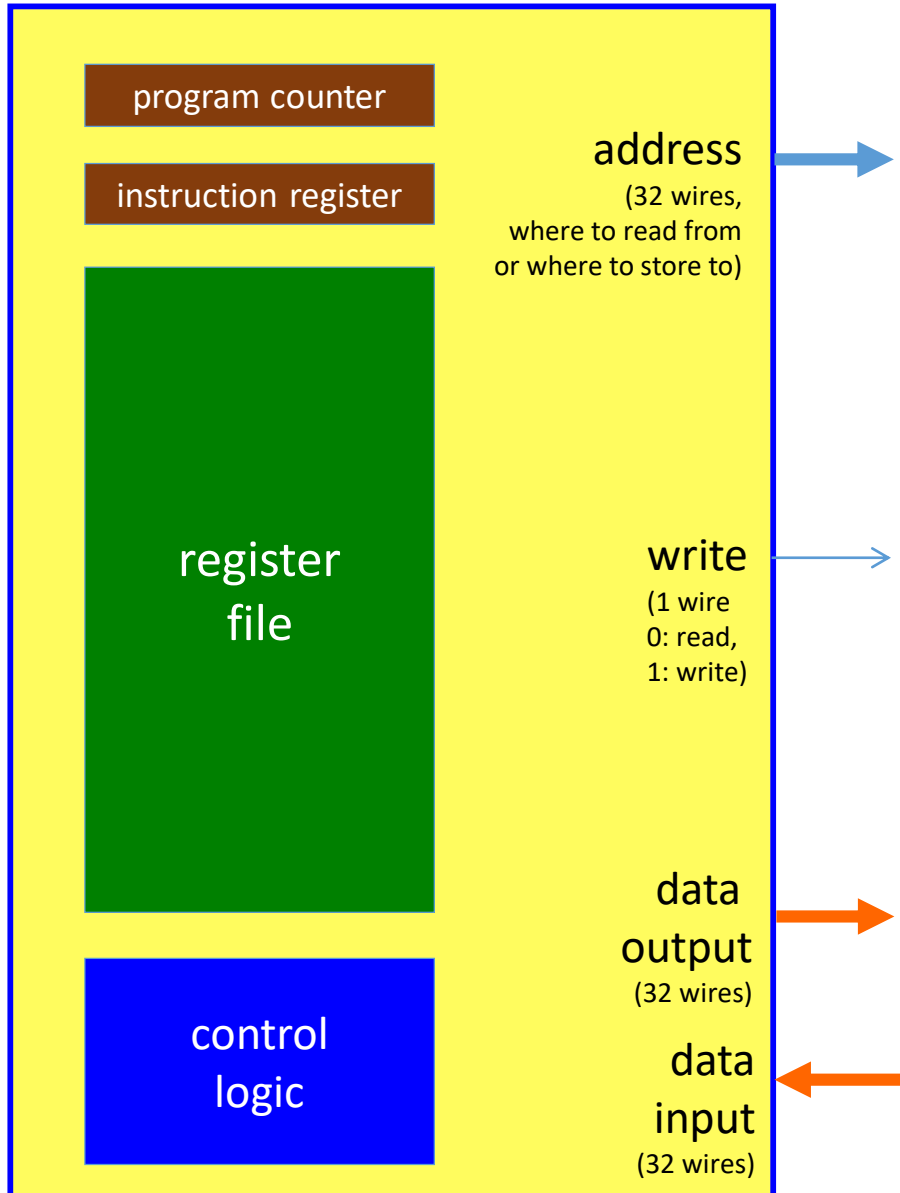 program counter
instruction register
register
file
control
logic
address
(32 wires,
where to read from
or where to store to)
write
(1 wire
0: read,
1: write)
data
output
(32 wires)
data
input
(32 wires)